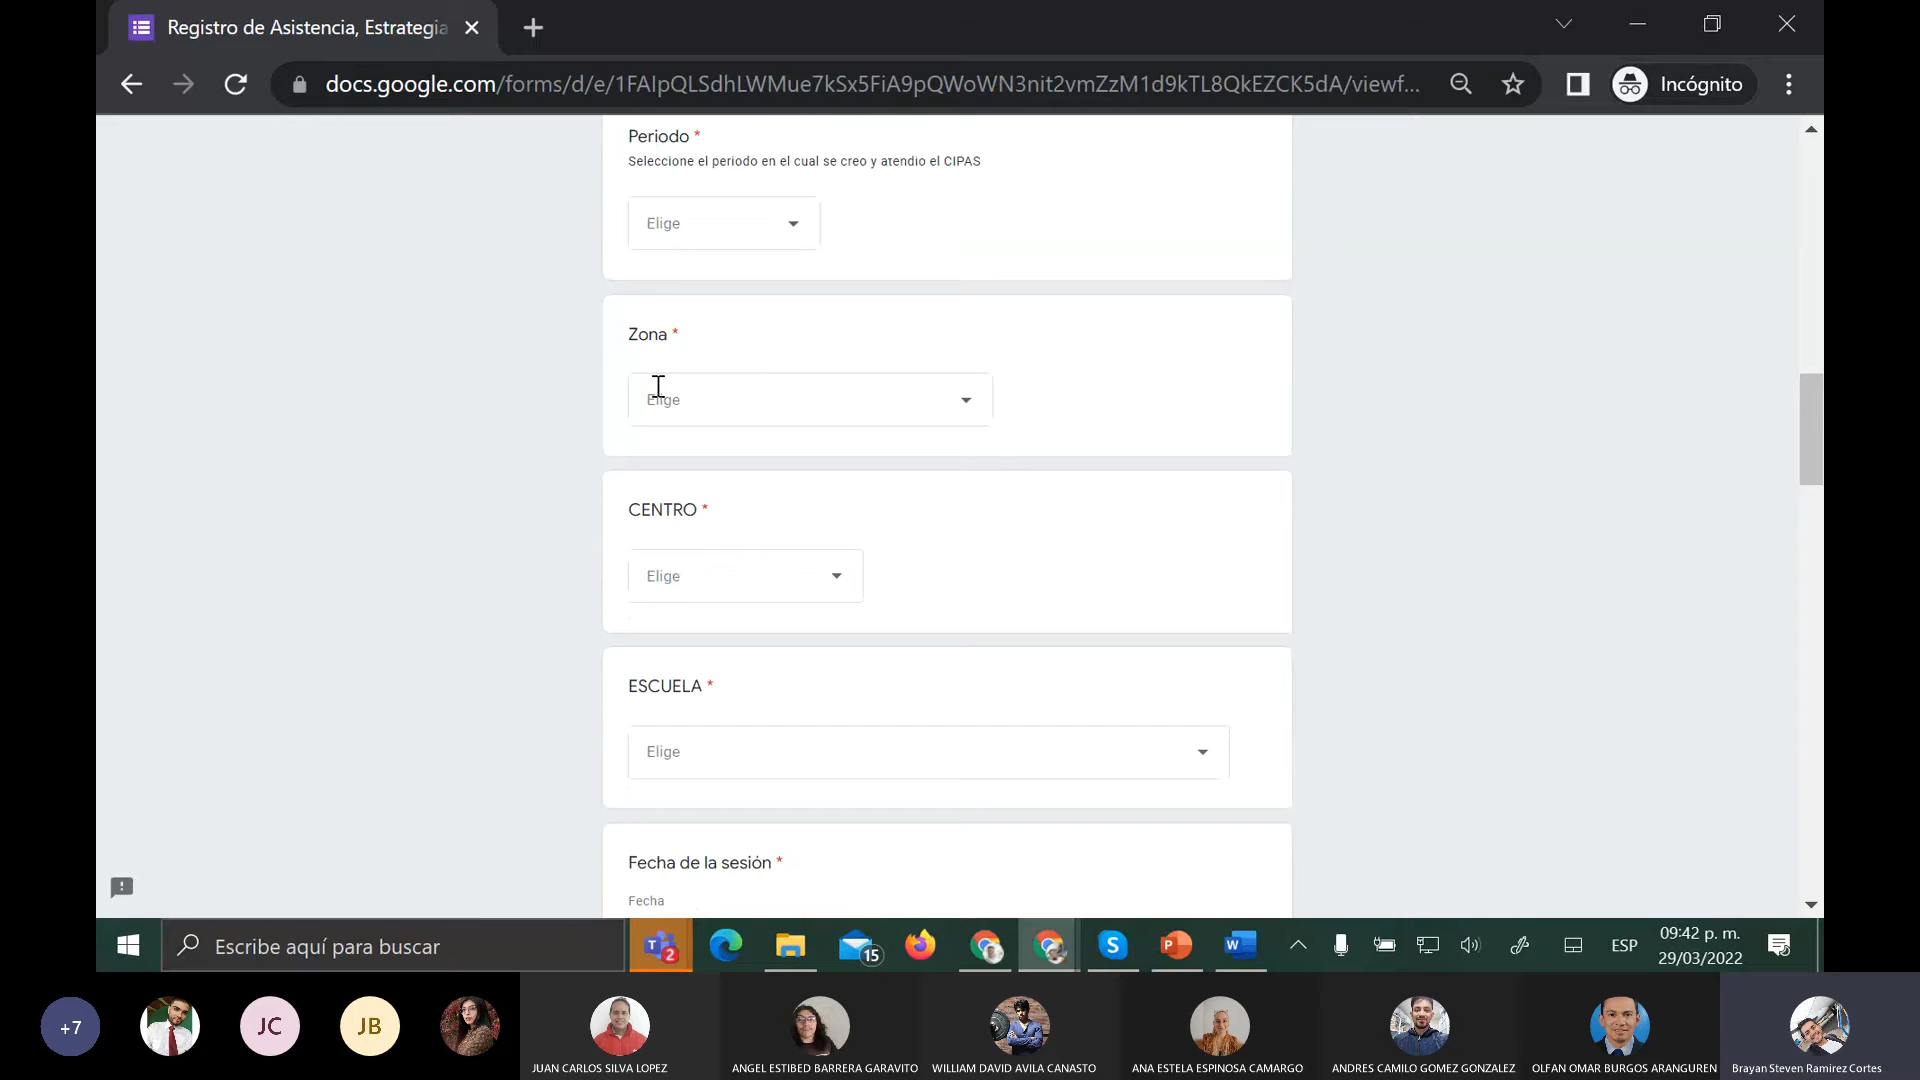 Registro de Asistencia, Estrategia
docs.google.com/forms/d/e/1FAIpQLSdhLWMue7kSx5FiA9pQWoWN3nit2vmZzM1d9kTL8QkEZCK5dA/viewf...
Incógnito
Periodo *
Seleccione el periodo en el cual se creo y atendio el CIPAS
Elige
Zona *
Elige
CENTRO *
Elige
ESCUELA *
Elige
Fecha de la sesión *
Fecha
Escribe aquí para buscar
2
15
ESP
09:42 p. m.
29/03/2022
+7
JC
JB
JUAN CARLOS SILVA LOPEZ
ANGEL ESTIBED BARRERA GARAVITO
WILLIAM DAVID AVILA CANASTO
ANA ESTELA ESPINOSA CAMARGO
ANDRES CAMILO GOMEZ GONZALEZ
OLFAN OMAR BURGOS ARANGUREN
Brayan Steven Ramirez Cortes